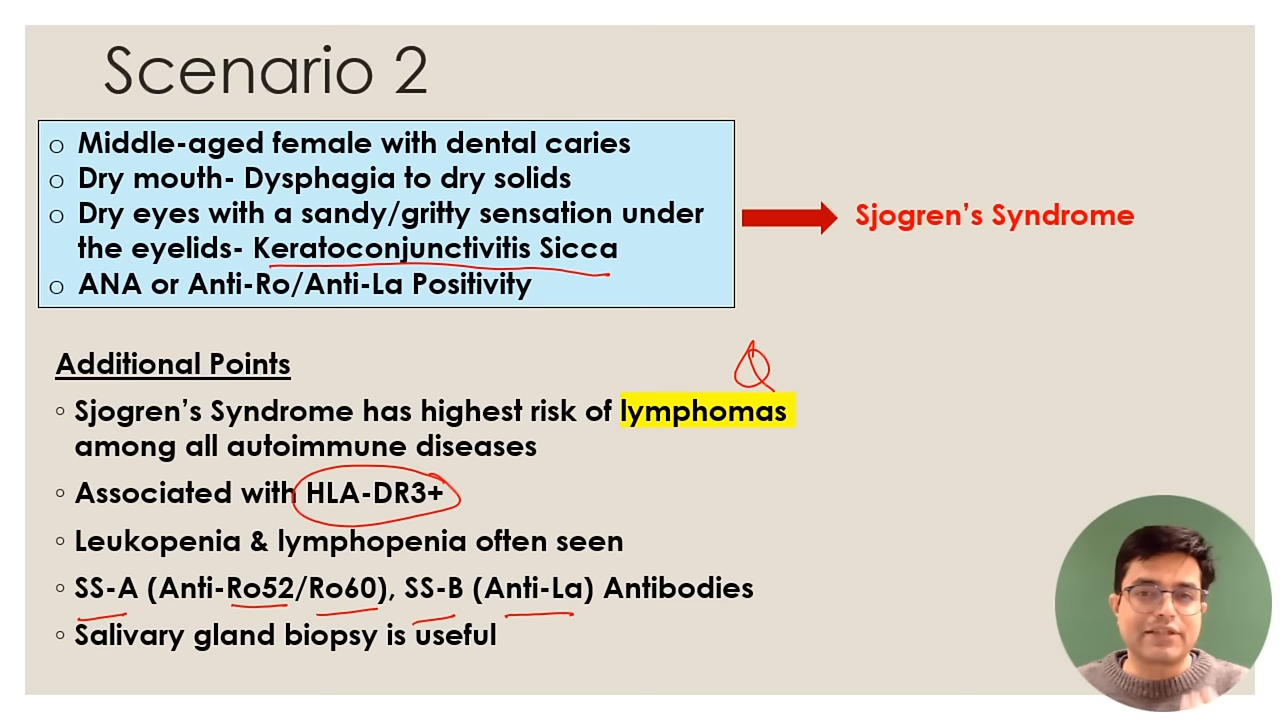 Scenario 2
o Middle-aged female with dental caries
o Dry mouth- Dysphagia to dry solids
o Dry eyes with a sandy/gritty sensation under
the eyelids- Keratoconjunctivitis Sicca
o ANA or Anti-Ro/Anti-La Positivity
Sjogren’s Syndrome
Additional Points
Q
◦ Sjogren’s Syndrome has highest risk of lymphomas
among all autoimmune diseases
◦ Associated with HLA-DR3+
◦ Leukopenia & lymphopenia often seen
◦ SS-A (Anti-Ro52/Ro60), SS-B (Anti-La) Antibodies
◦ Salivary gland biopsy is useful